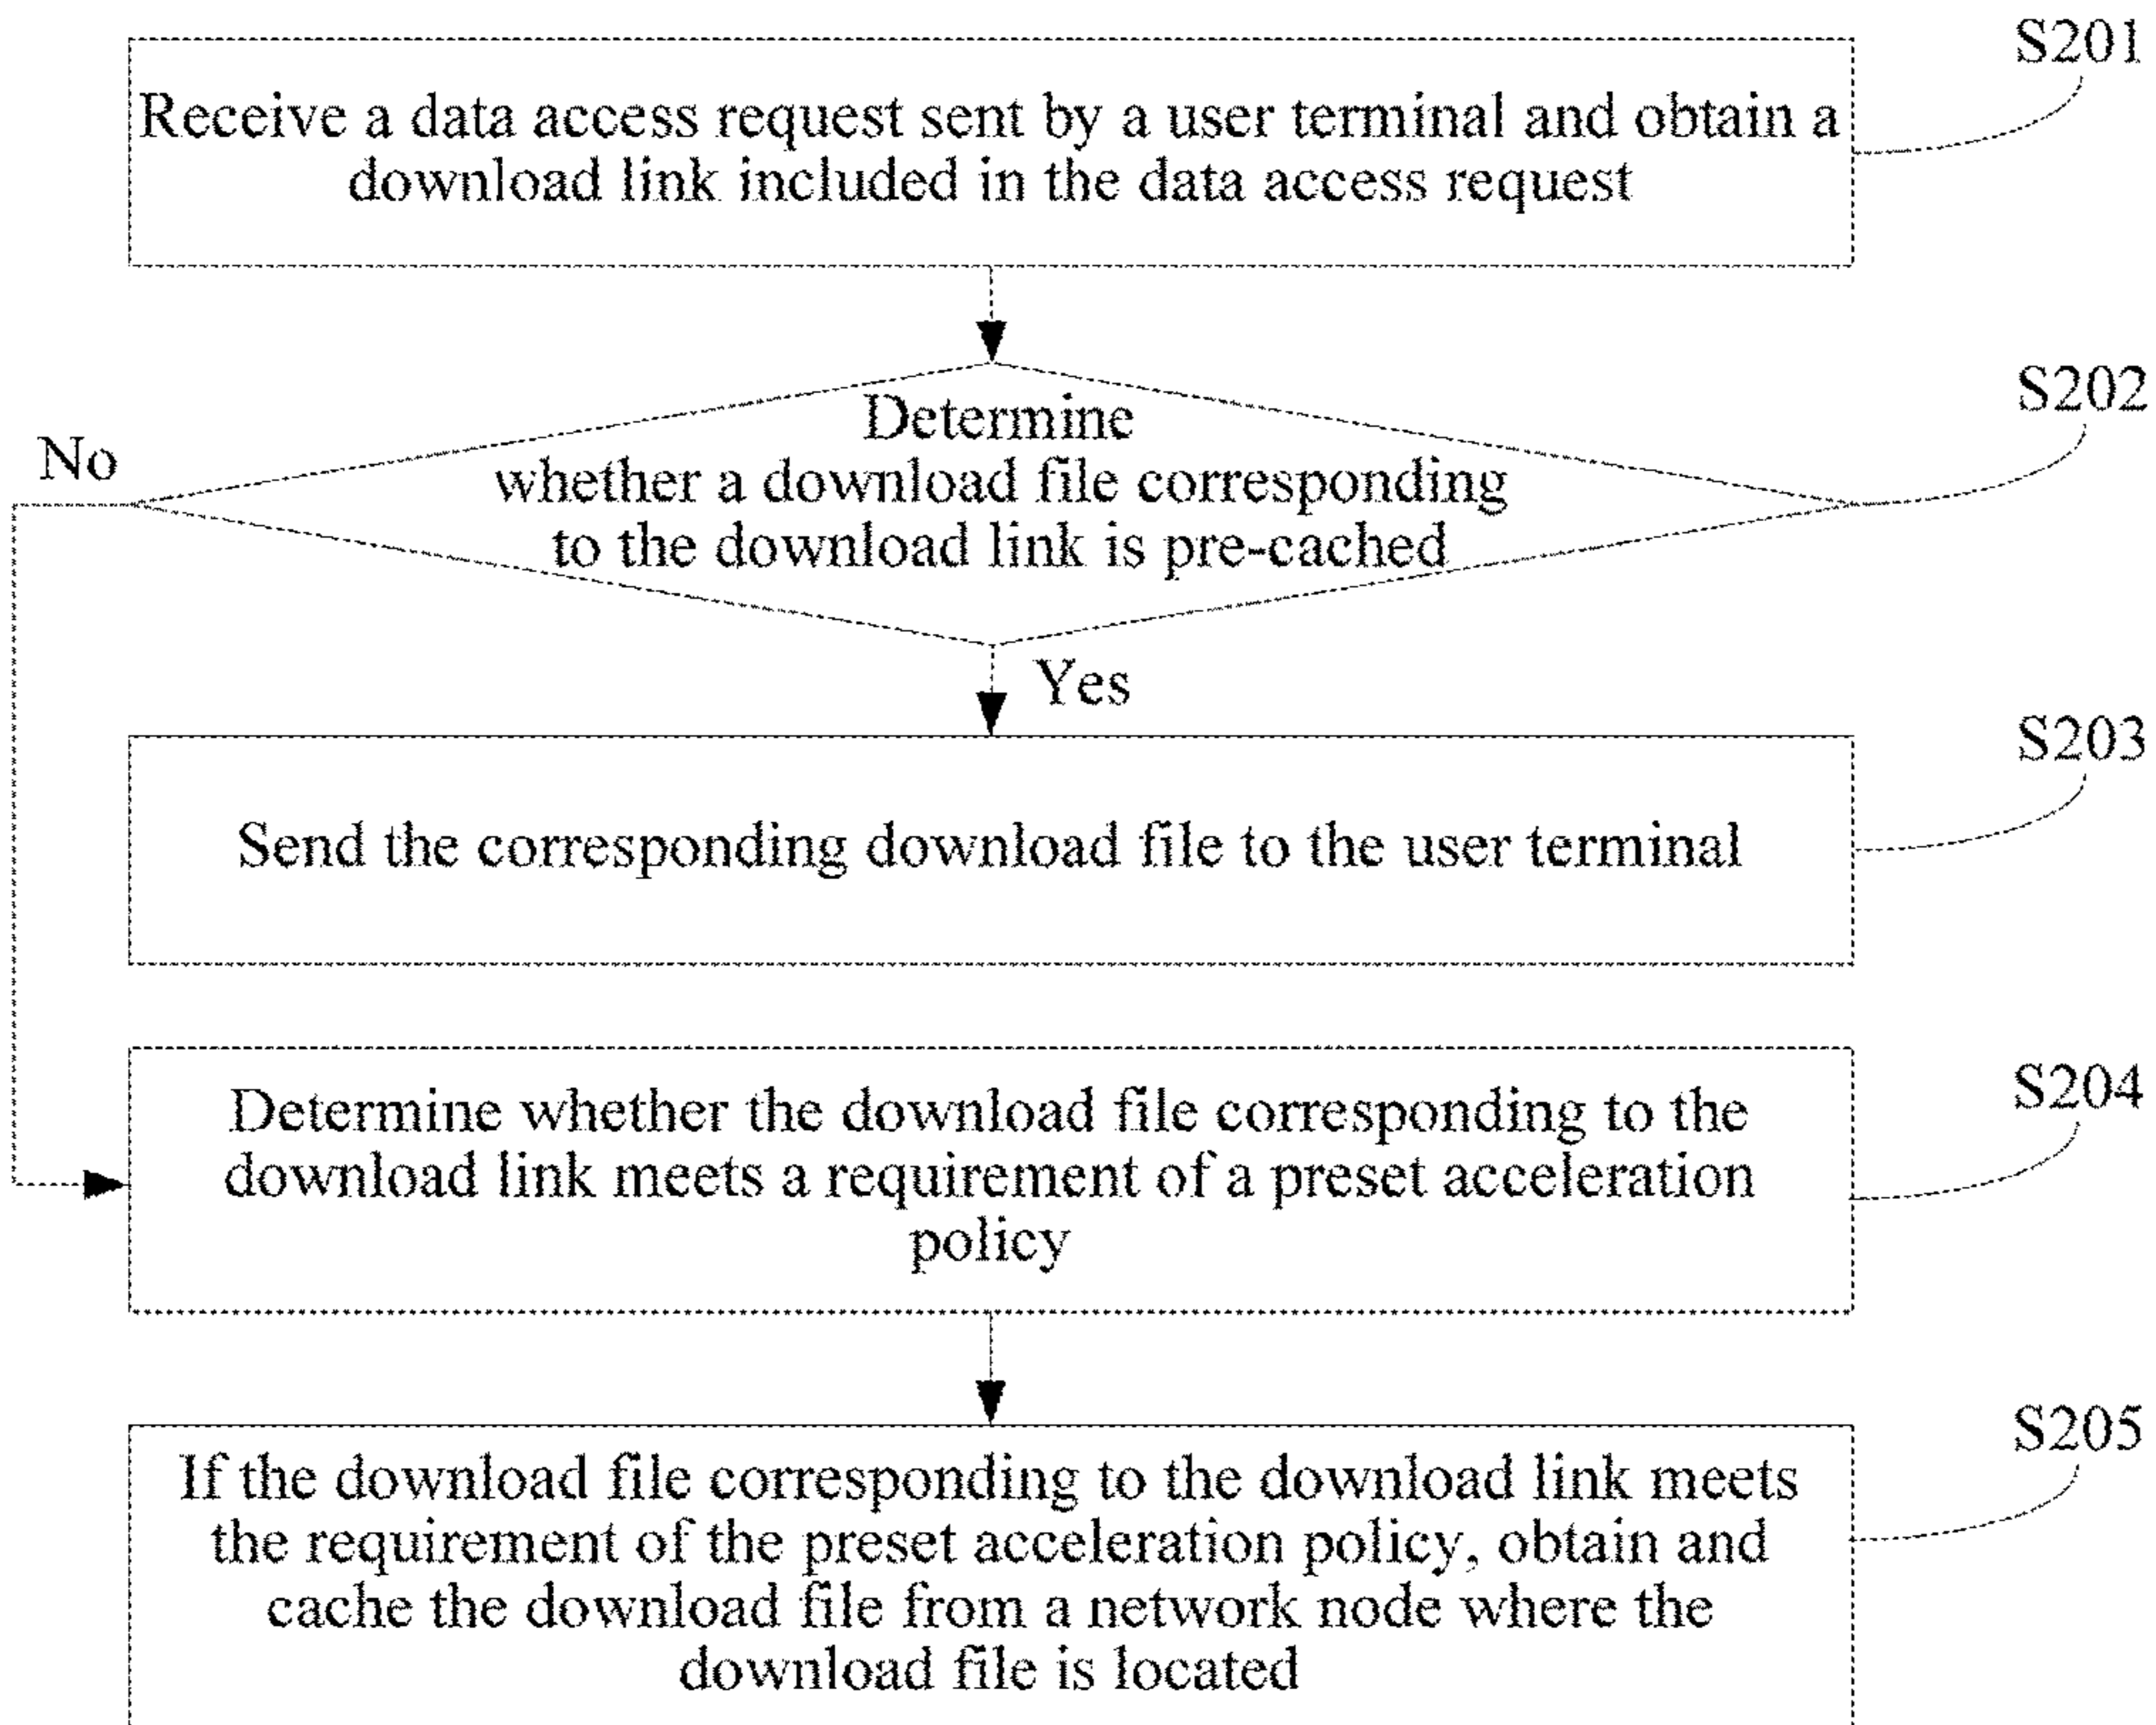 S201
Receive a data access request sent by a user terminal and obtain a
download link included in the data access request
S202
Determine
whether a download file corresponding
to the download link is pre-cached
No
Yes
S203
Send the corresponding download file to the user terminal
S204
Determine whether the download file corresponding to the
download link meets a requirement of a preset acceleration
policy
S205
If the download file corresponding to the download link meets
the requirement of the preset acceleration policy, obtain and
cache the download file from a network node where the
download file is located